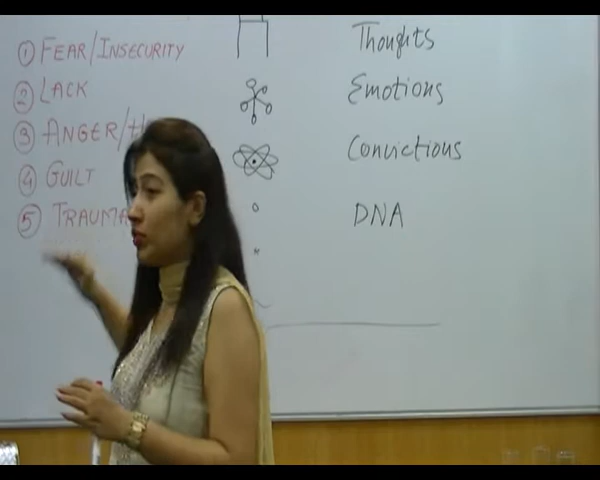 ① FEAR/INSECURITY
② LACK
③ ANGER/
④ GUILT
⑤ TRAUMA
Thoughts
Emotions
Convictions
DNA